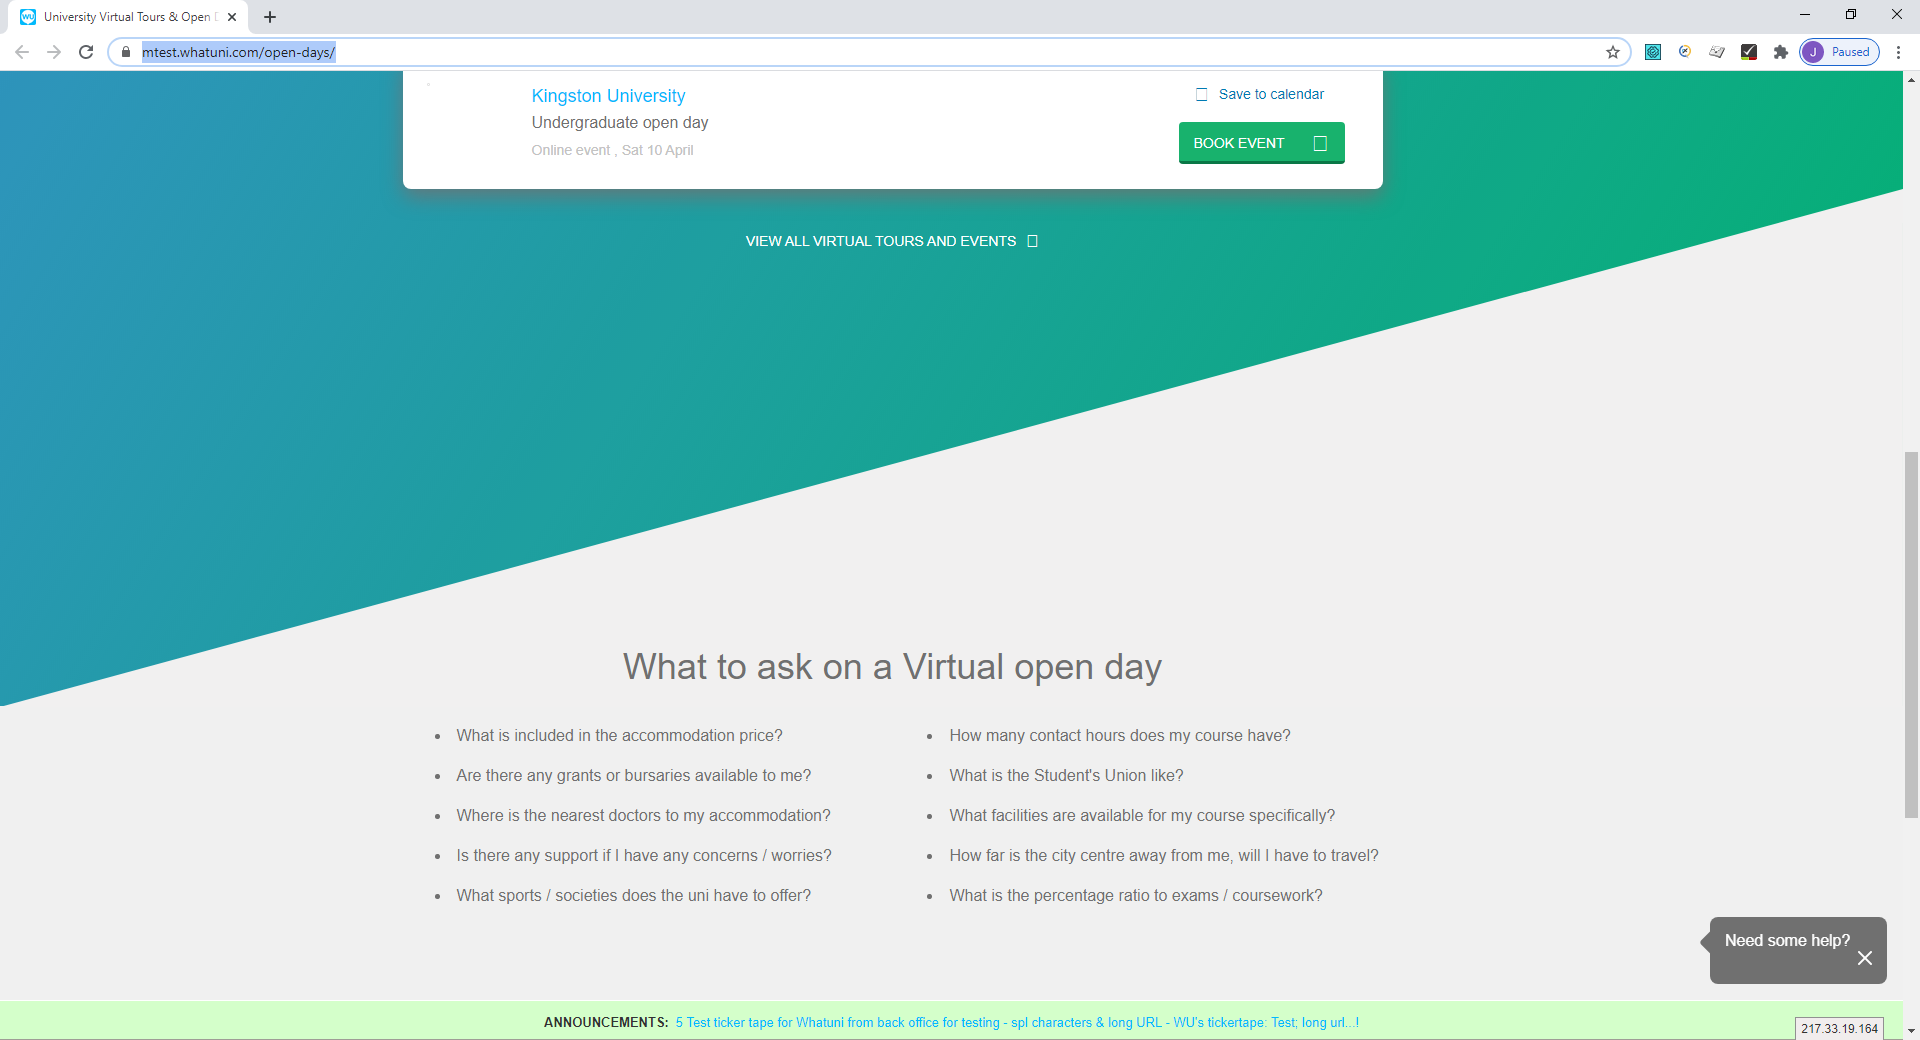 WU University Virtual Tours & Open D
mtest.whatuni.com/open-days/
J Paused
Kingston University
Save to calendar
Undergraduate open day
BOOK EVENT
Online event , Sat 10 April
VIEW ALL VIRTUAL TOURS AND EVENTS
What to ask on a Virtual open day
• What is included in the accommodation price?
• Are there any grants or bursaries available to me?
• Where is the nearest doctors to my accommodation?
• Is there any support if I have any concerns / worries?
• What sports / societies does the uni have to offer?
• How many contact hours does my course have?
• What is the Student's Union like?
• What facilities are available for my course specifically?
• How far is the city centre away from me, will I have to travel?
• What is the percentage ratio to exams / coursework?
Need some help?
ANNOUNCEMENTS: 5 Test ticker tape for Whatuni from back office for testing - spl characters & long URL - WU's tickertape: Test; long url...!
217.33.19.164